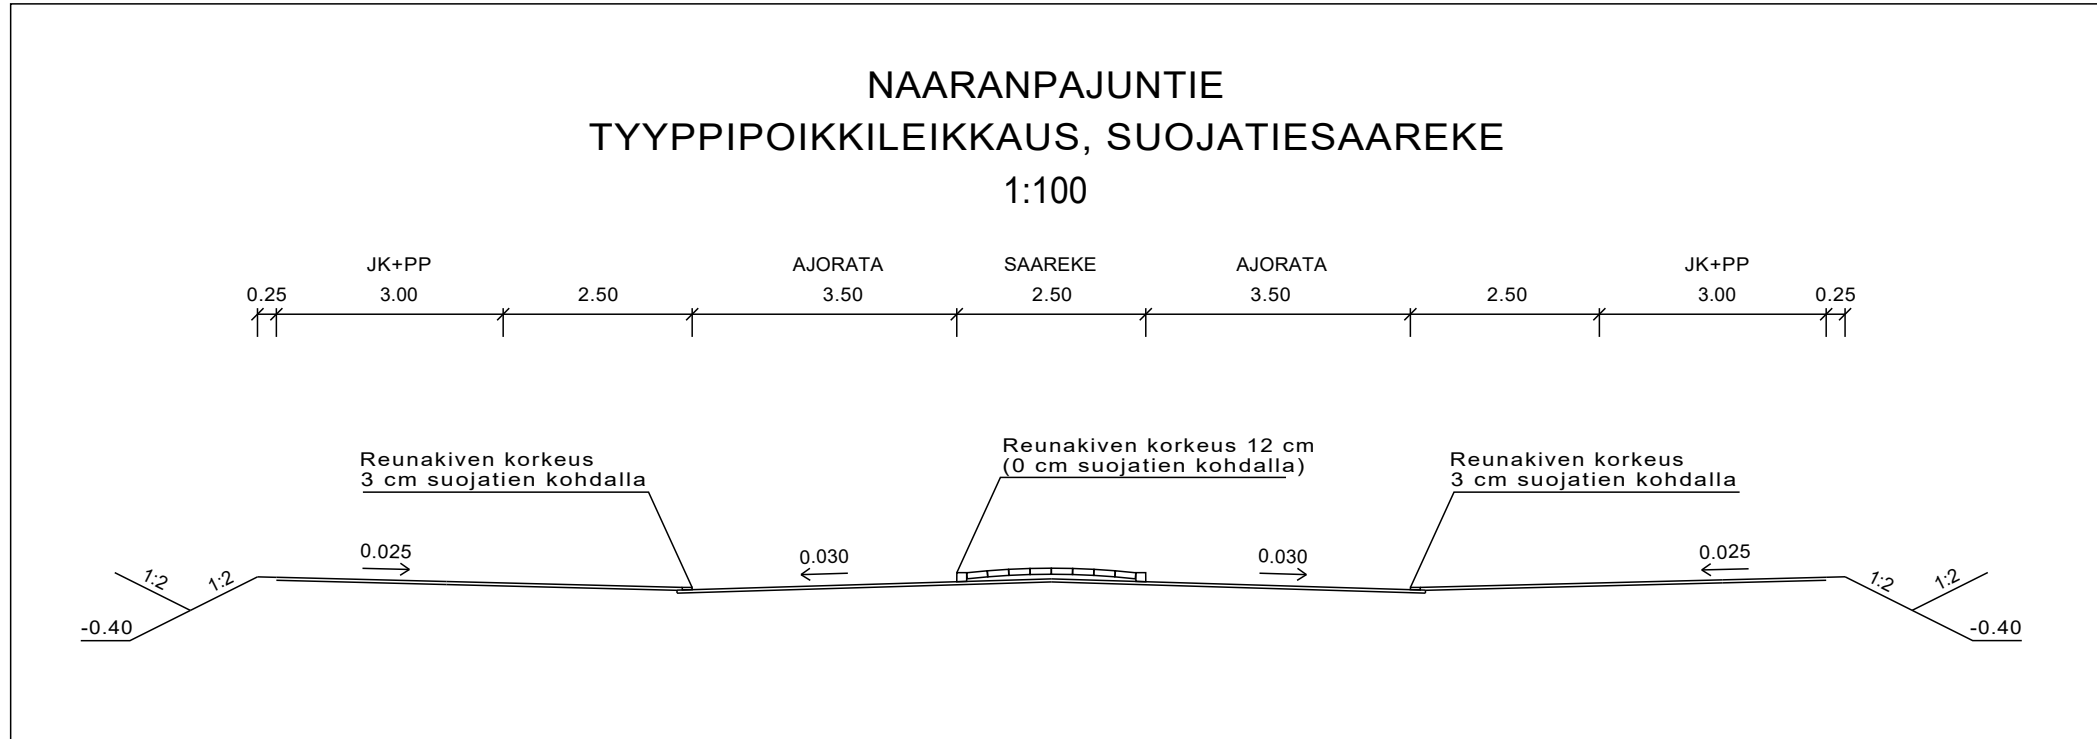 NAARANPAJUNTIE
TYYPPIPOIKKILEIKKAUS, SUOJATIESAAREKE
1:100
JK+PP AJORATA SAAREKE AJORATA JK+PP
0.25 3.00 2.50 3.50 2.50 3.50 2.50 3.00 0.25
Reunakiven korkeus
3 cm suojatien kohdalla
Reunakiven korkeus 12 cm
(0 cm suojatien kohdalla)
Reunakiven korkeus
3 cm suojatien kohdalla
0.025 0.030 0.030 0.025
1:2 1:2 1:2 1:2
-0.40 -0.40